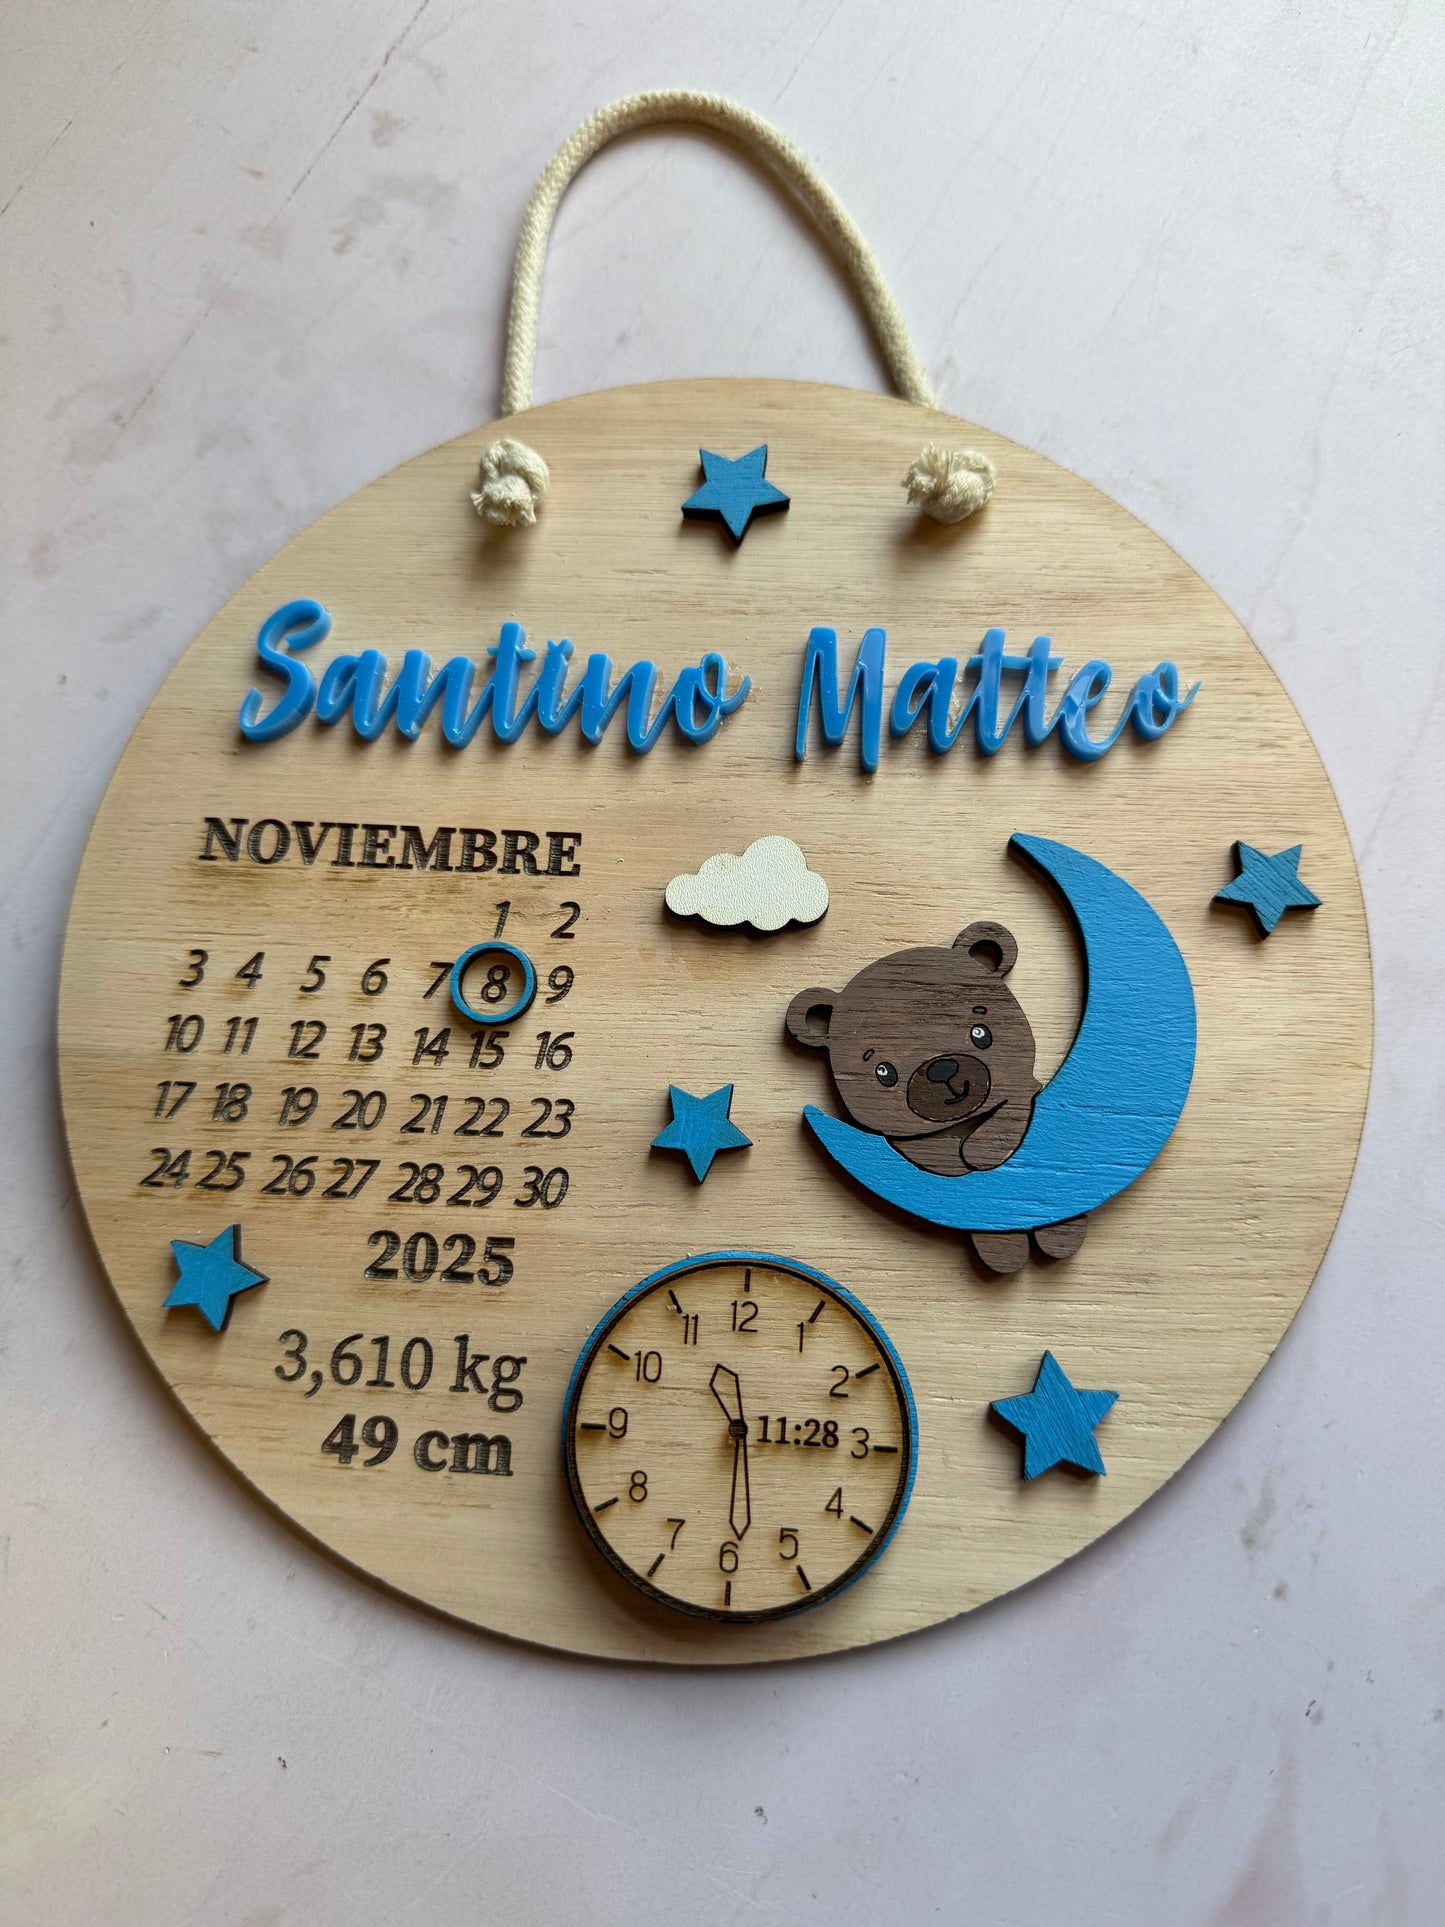 Santino Matteo
NOVIEMBRE
1 2
3 4 5 6 7 8 9
10 11 12 13 14 15 16
17 18 19 20 21 22 23
24 25 26 27 28 29 30
2025
3,610 kg
49 cm
12
11 1
10 2
9 11:28 3
8 4
7 5
6